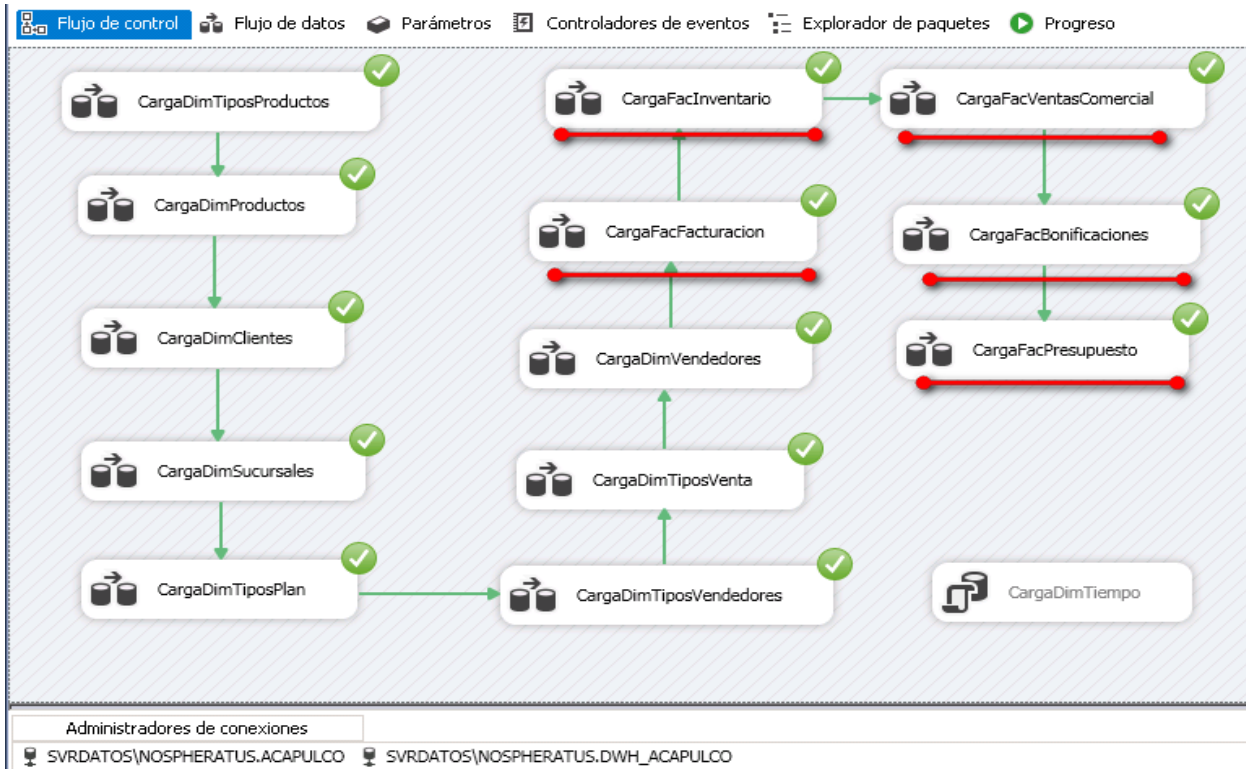 Flujo de control
Flujo de datos
Parámetros
Controladores de eventos
Explorador de paquetes
Progreso
CargaDimTiposProductos
CargaDimProductos
CargaDimClientes
CargaDimSucursales
CargaDimTiposPlan
CargaDimTiposVendedores
CargaDimTiposVenta
CargaDimVendedores
CargaFacFacturacion
CargaFacInventario
CargaFacVentasComercial
CargaFacBonificaciones
CargaFacPresupuesto
CargaDimTiempo
Administradores de conexiones
SVRDATOS\NOSPHERATUS.ACAPULCO
SVRDATOS\NOSPHERATUS.DWH_ACAPULCO